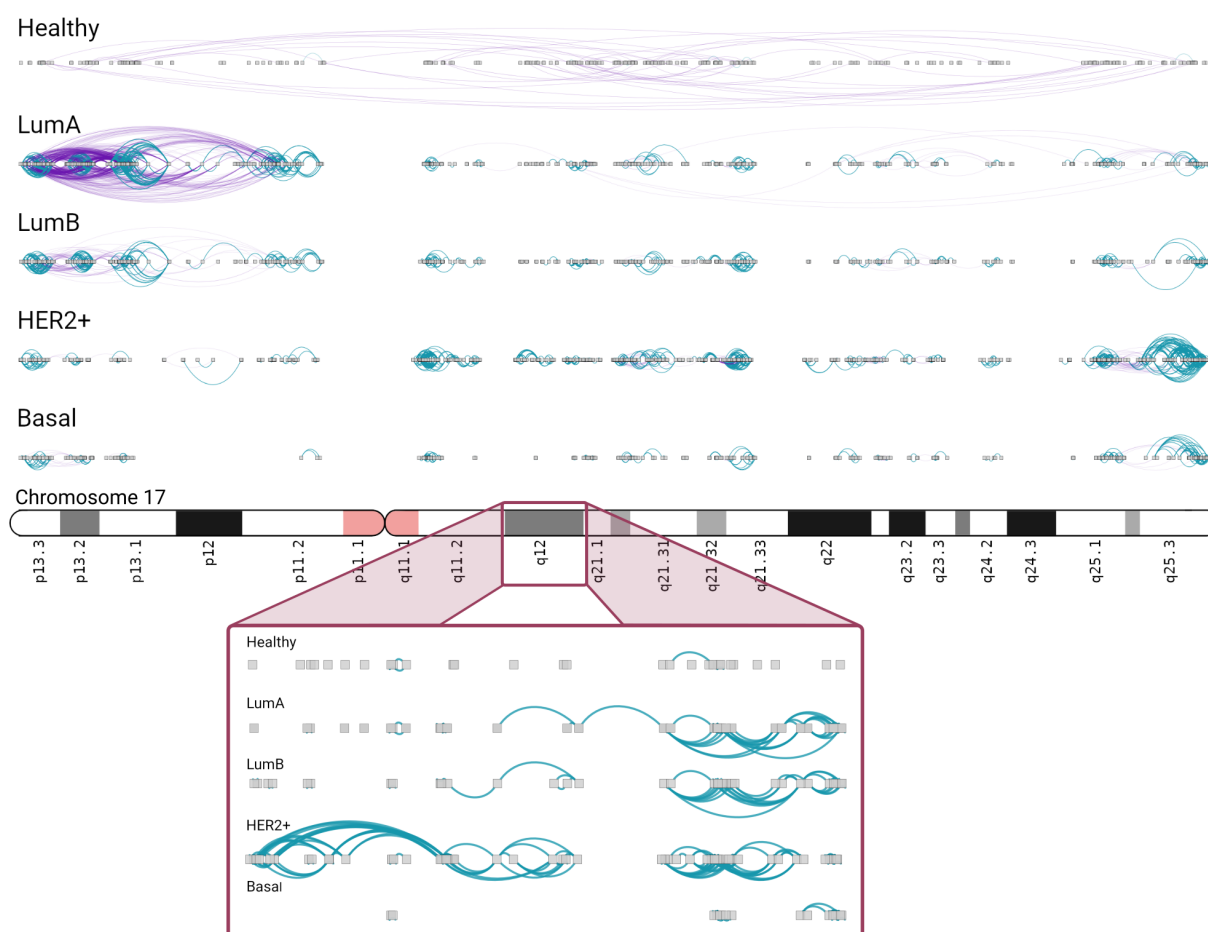 Healthy
LumA
LumB
HER2+
Basal
Chromosome 17
p13.3 p13.2 p13.1 p12 p11.2 p11.1 q11.1 q11.2 q12 q21.1 q21.31 q21.32 q21.33 q22 q23.2 q23.3 q24.2 q24.3 q25.1 q25.3
Healthy
LumA
LumB
HER2+
Basal